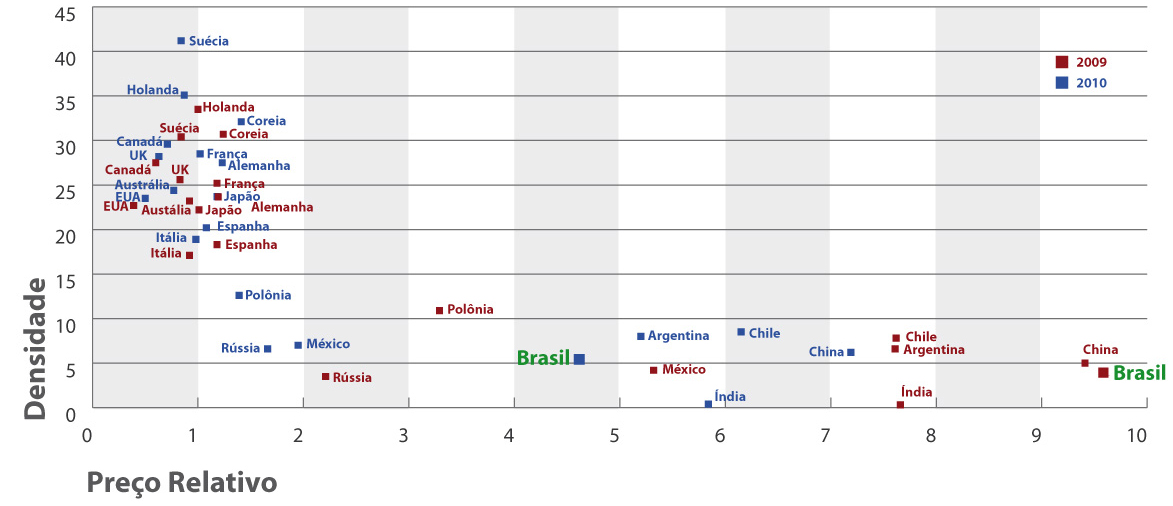 45
40
35
30
25
20
15
10
5
0
Densidade
Suécia
2009
Holanda
2010
Holanda
Coreia
Suécia
Coreia
Canadá
UK
França
Alemanha
Canadá
UK
França
Austrália
EUA
Japão
EUA
Austália
Japão
Alemanha
Espanha
Itália
Espanha
Itália
Polônia
Polônia
Argentina
Chile
Chile
Rússia
México
Brasil
China
Argentina
China
México
Rússia
Brasil
Índia
Índia
0 1 2 3 4 5 6 7 8 9 10
Preço Relativo